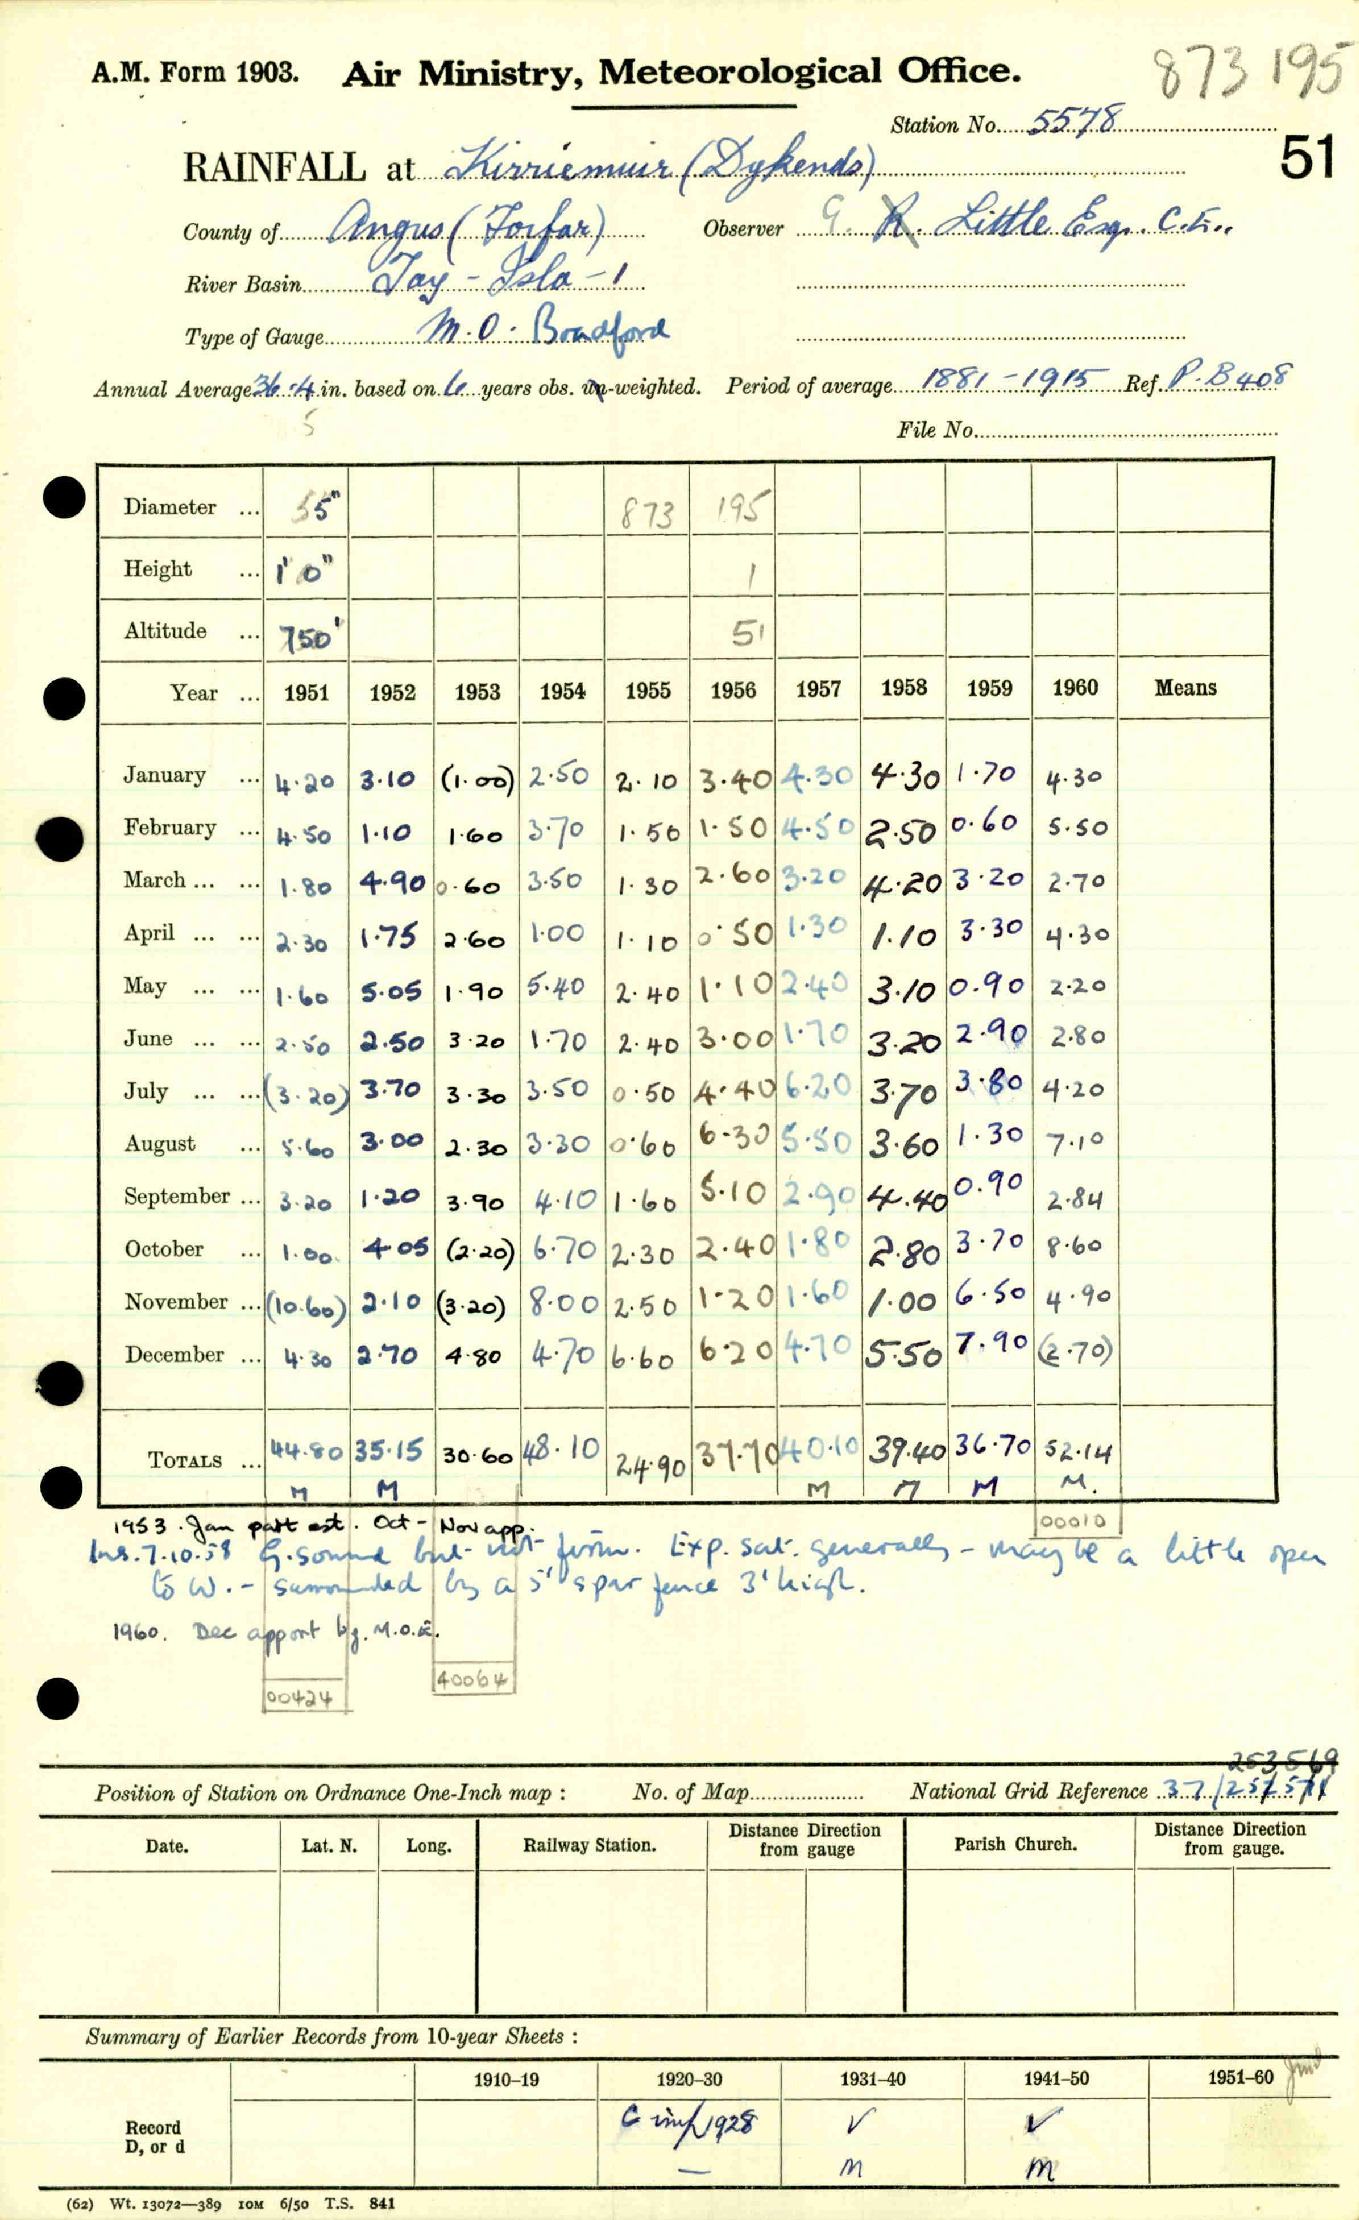 A.M. Form 1903. Air Ministry, Meteorological Office. 873 195
Station No. 5578
51
RAINFALL at Kirriemuir (Dykends)
County of Angus (Forfar) Observer G. R. Little Esq. C.E.,
River Basin Tay - Isla - 1
Type of Gauge M.O. Bradford
Annual Average 36.4 in. based on 6 years obs. un-weighted. Period of average 1881-1915 Ref. P.B 408
5
File No.
Diameter ... 5" 873 195
Height ... 1' 0" 1
Altitude ... 750' 51
Year ... 1951 1952 1953 1954 1955 1956 1957 1958 1959 1960 Means
January ... 4.20 3.10 (1.00) 2.50 2.10 3.40 4.30 4.30 1.70 4.30
February ... 4.50 1.10 1.60 3.70 1.50 1.50 4.50 2.50 0.60 5.50
March ... ... 1.80 4.90 0.60 3.50 1.30 2.60 3.20 4.20 3.20 2.70
April ... ... 2.30 1.75 2.60 1.00 1.10 0.50 1.30 1.10 3.30 4.30
May ... ... 1.60 5.05 1.90 5.40 2.40 1.10 2.40 3.10 0.90 2.20
June ... ... 2.50 2.50 3.20 1.70 2.40 3.00 1.70 3.20 2.90 2.80
July ... ... (3.20) 3.70 3.30 3.50 0.50 4.40 6.20 3.70 3.80 4.20
August ... 5.60 3.00 2.30 3.30 0.60 6.30 5.50 3.60 1.30 7.10
September ... 3.20 1.20 3.90 4.10 1.60 5.10 2.90 4.40 0.90 2.84
October ... 1.00 4.05 (2.20) 6.70 2.30 2.40 1.80 2.80 3.70 8.60
November ... (10.60) 2.10 (3.20) 8.00 2.50 1.20 1.60 1.00 6.50 4.90
December ... 4.30 2.70 4.80 4.70 6.60 6.20 4.70 5.50 7.90 (2.70)
TOTALS ... 44.80 35.15 30.60 48.10 24.90 37.70 40.10 39.40 36.70 52.14
M M M M M M.
1953. Jan part est. Oct - Nov app. 00010
Ins. 7.10.58 G. sound but not firm. Exp. sat. generally - maybe a little open
to W. - surrounded by a 5' spar fence 3' high.
1960. Dec apport by. M.O.E.
00424 40064
253569
Position of Station on Ordnance One-Inch map : No. of Map National Grid Reference 37/252571
Date. Lat. N. Long. Railway Station. Distance from Direction gauge Parish Church. Distance from Direction gauge.
Summary of Earlier Records from 10-year Sheets :
1910–19 1920–30 1931–40 1941–50 1951–60
Record C 1928 ✓ ✓
D, or d — M M
(62) Wt. 13072—389 10M 6/50 T.S. 841